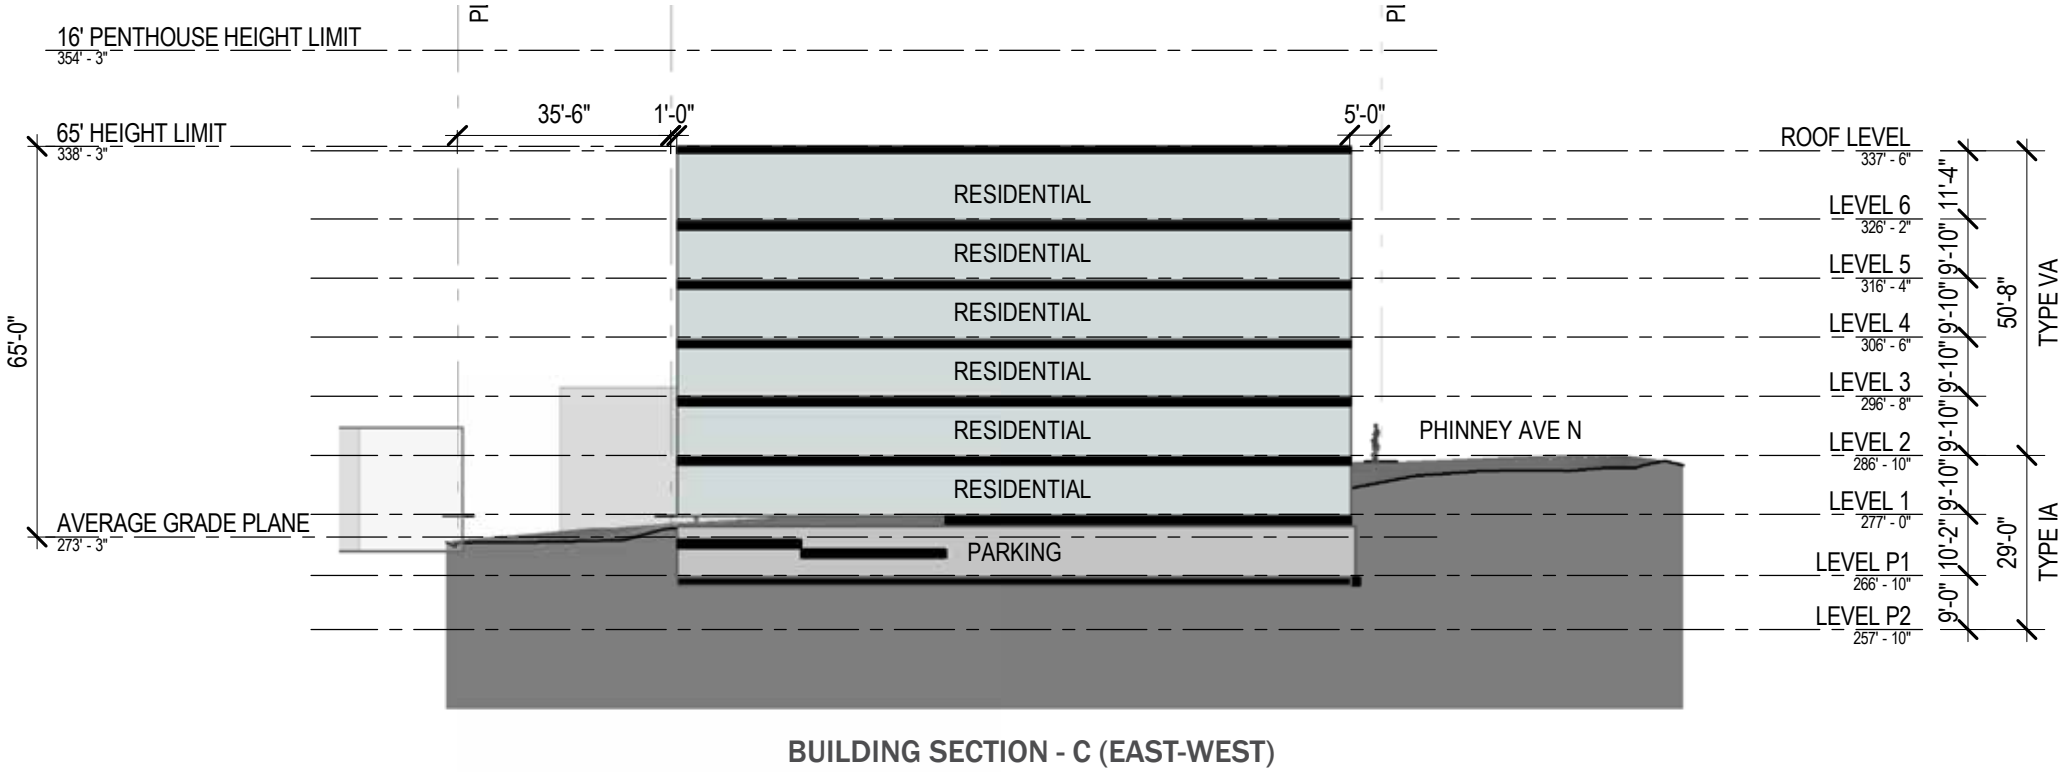 16' PENTHOUSE HEIGHT LIMIT
354' - 3"
35'-6"
1'-0"
5'-0"
65' HEIGHT LIMIT
338' - 3"
ROOF LEVEL
337' - 6"
11'-4"
RESIDENTIAL
LEVEL 6
326' - 2"
9'-10"
RESIDENTIAL
LEVEL 5
316' - 4"
9'-10"
RESIDENTIAL
LEVEL 4
306' - 6"
9'-10"
50'-8"
TYPE VA
65'-0"
RESIDENTIAL
LEVEL 3
296' - 8"
9'-10"
RESIDENTIAL
PHINNEY AVE N
LEVEL 2
286' - 10"
9'-10"
RESIDENTIAL
LEVEL 1
277' - 0"
AVERAGE GRADE PLANE
273' - 3"
PARKING
10'-2"
LEVEL P1
266' - 10"
29'-0"
TYPE IA
9'-0"
LEVEL P2
257' - 10"
BUILDING SECTION - C (EAST-WEST)